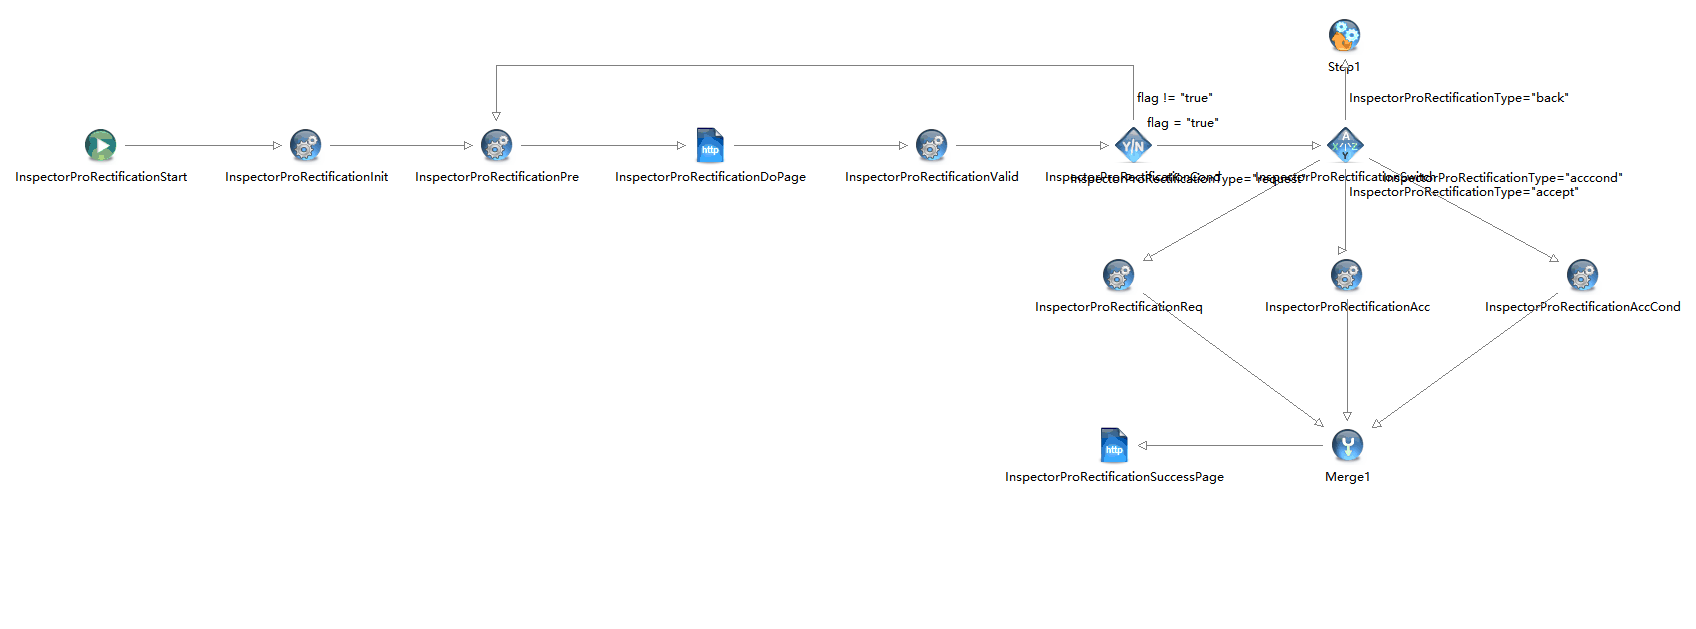 Step1
flag != "true"
InspectorProRectificationType="back"
flag = "true"
A
Y|N
X
Z
Y
http
InspectorProRectificationStart
InspectorProRectificationInit
InspectorProRectificationPre
InspectorProRectificationDoPage
InspectorProRectificationValid
InspectorProRectificationCond
InspectorProRectificationType="request"
InspectorProRectificationSwitch
InspectorProRectificationType="acccond"
InspectorProRectificationType="accept"
InspectorProRectificationReq
InspectorProRectificationAcc
InspectorProRectificationAccCond
http
InspectorProRectificationSuccessPage
Merge1